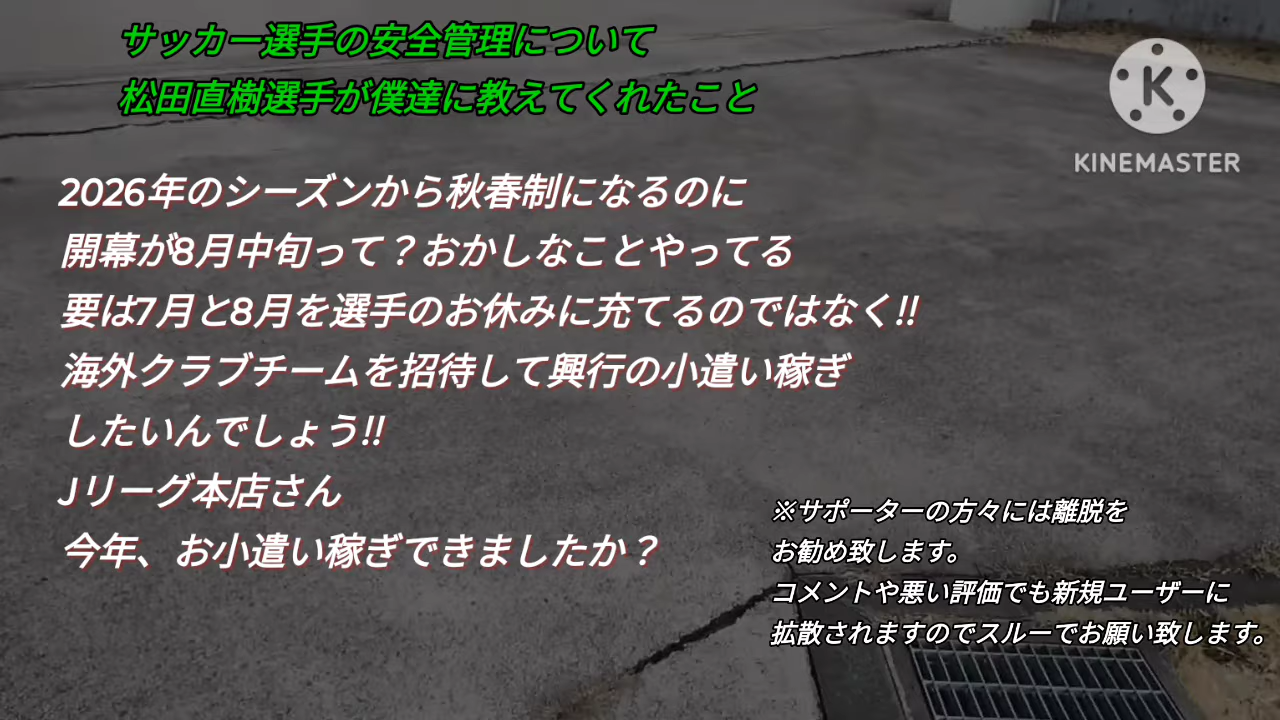 サッカー選手の安全管理について
松田直樹選手が僕達に教えてくれたこと
KINEMASTER
2026年のシーズンから秋春制になるのに
開幕が8月中旬って？おかしなことやってる
要は7月と8月を選手のお休みに充てるのではなく!!
海外クラブチームを招待して興行の小遣い稼ぎ
したいんでしょう!!
Jリーグ本店さん
今年、お小遣い稼ぎできましたか？
※サポーターの方々には離脱を
お勧め致します。
コメントや悪い評価でも新規ユーザーに
拡散されますのでスルーでお願い致します。